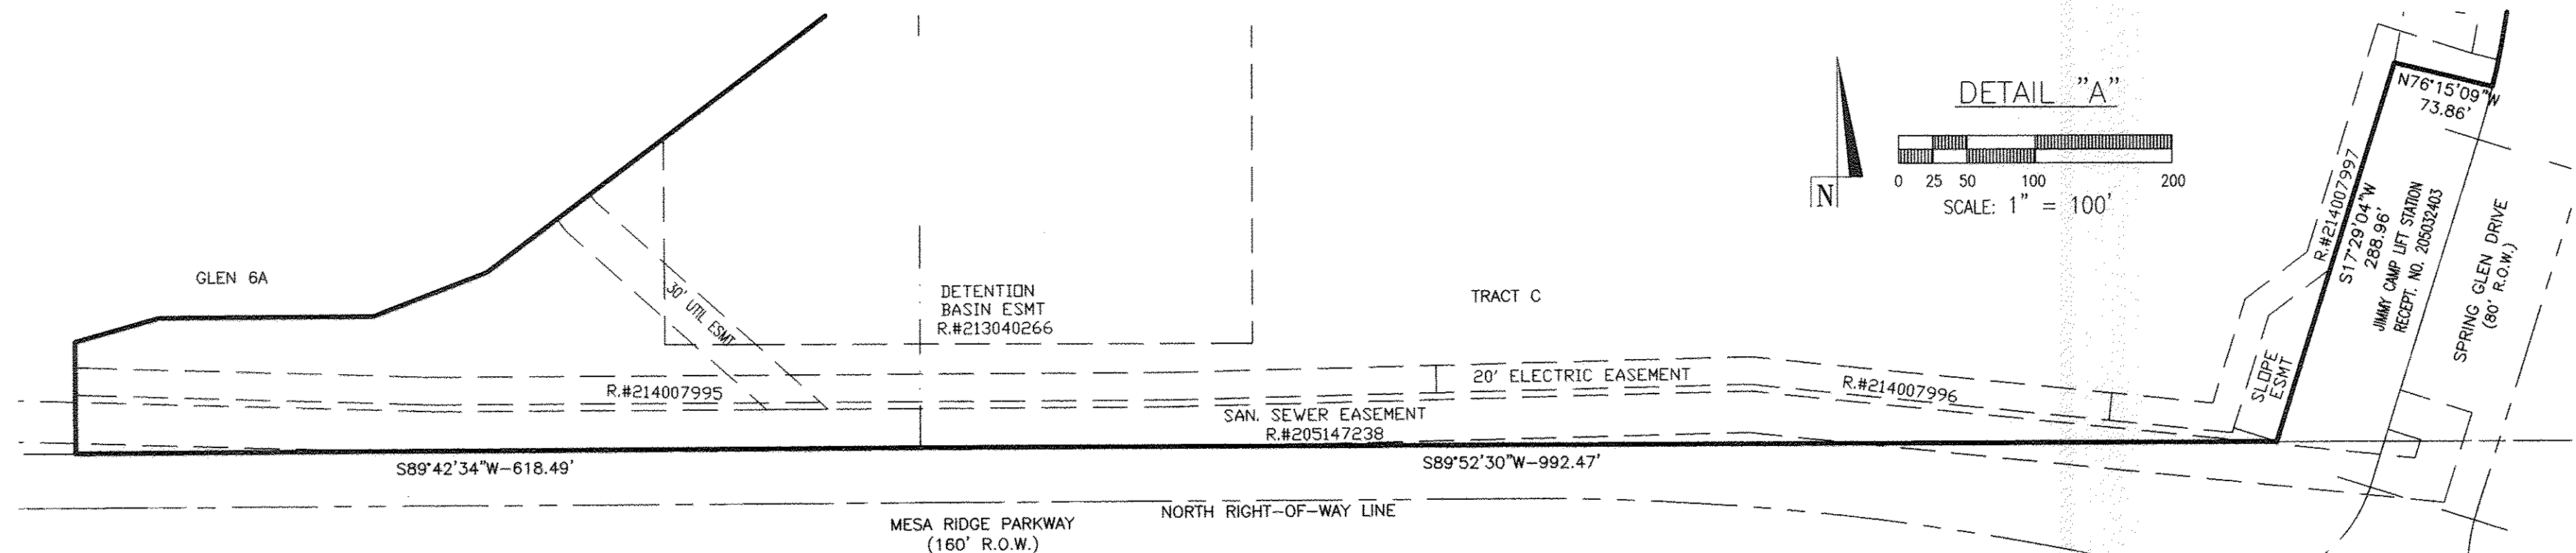 DETAIL "A"
N
0 25 50 100 200
SCALE: 1" = 100'
N76°15'09"W
73.86'
R.#214007997
S17°29'04"W
288.96'
JIMMY CAMP LIFT STATION
RECEPT. NO. 205032403
SPRING GLEN DRIVE
(80' R.O.W.)
GLEN 6A
30' UTIL ESMT
DETENTION
BASIN ESMT
R.#213040266
TRACT C
SLOPE
ESMT
R.#214007995
20' ELECTRIC EASEMENT
R.#214007996
SAN. SEWER EASEMENT
R.#205147238
S89°42'34"W-618.49'
S89°52'30"W-992.47'
NORTH RIGHT-OF-WAY LINE
MESA RIDGE PARKWAY
(160' R.O.W.)